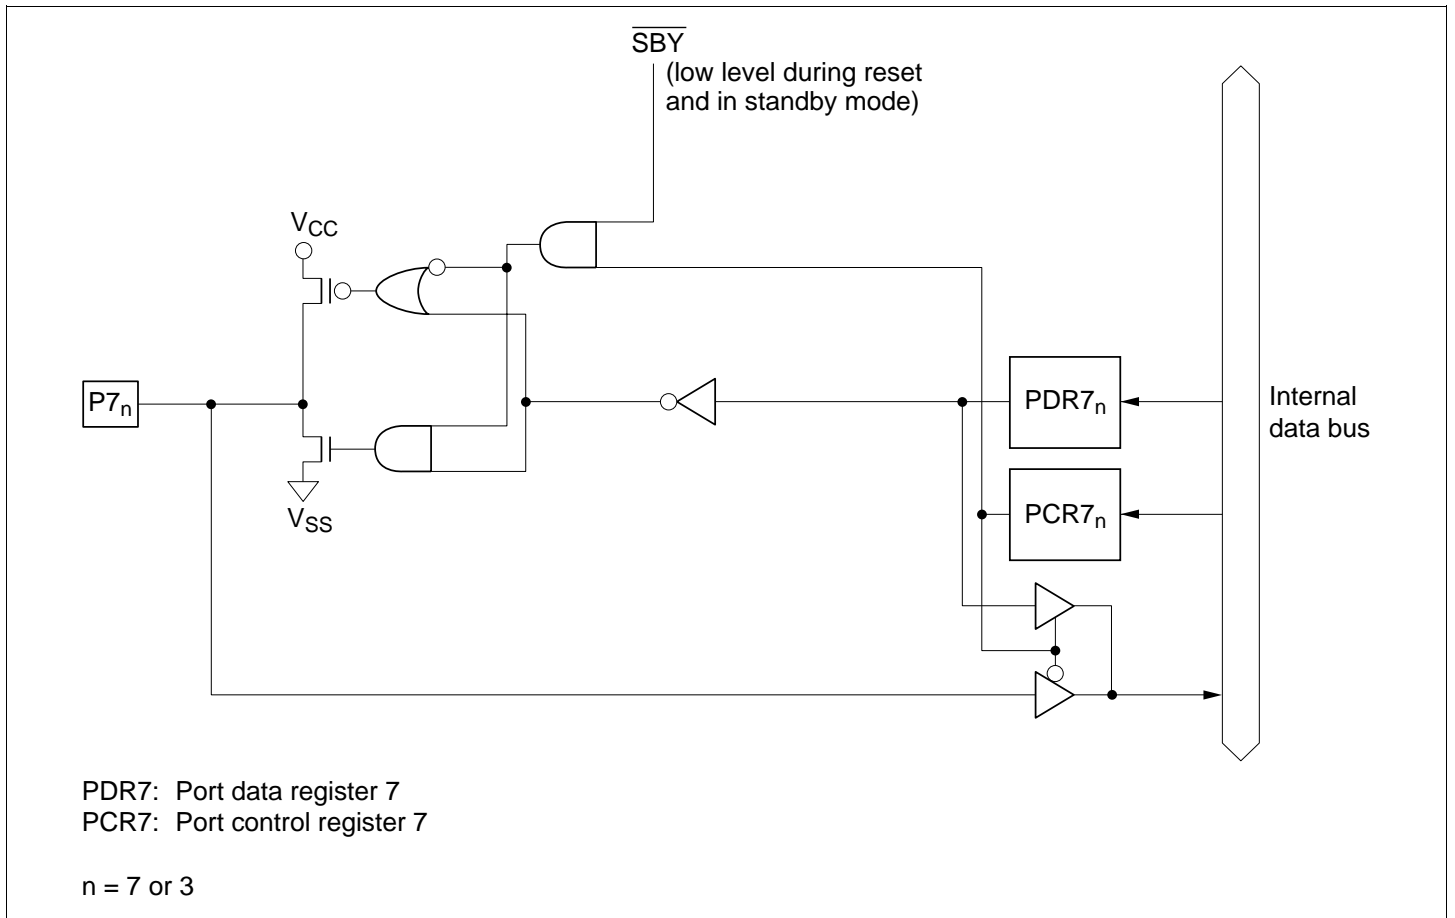 SBY
(low level during reset
and in standby mode)
VCC
P7n
VSS
PDR7n
PCR7n
Internal
data bus
PDR7: Port data register 7
PCR7: Port control register 7
n = 7 or 3